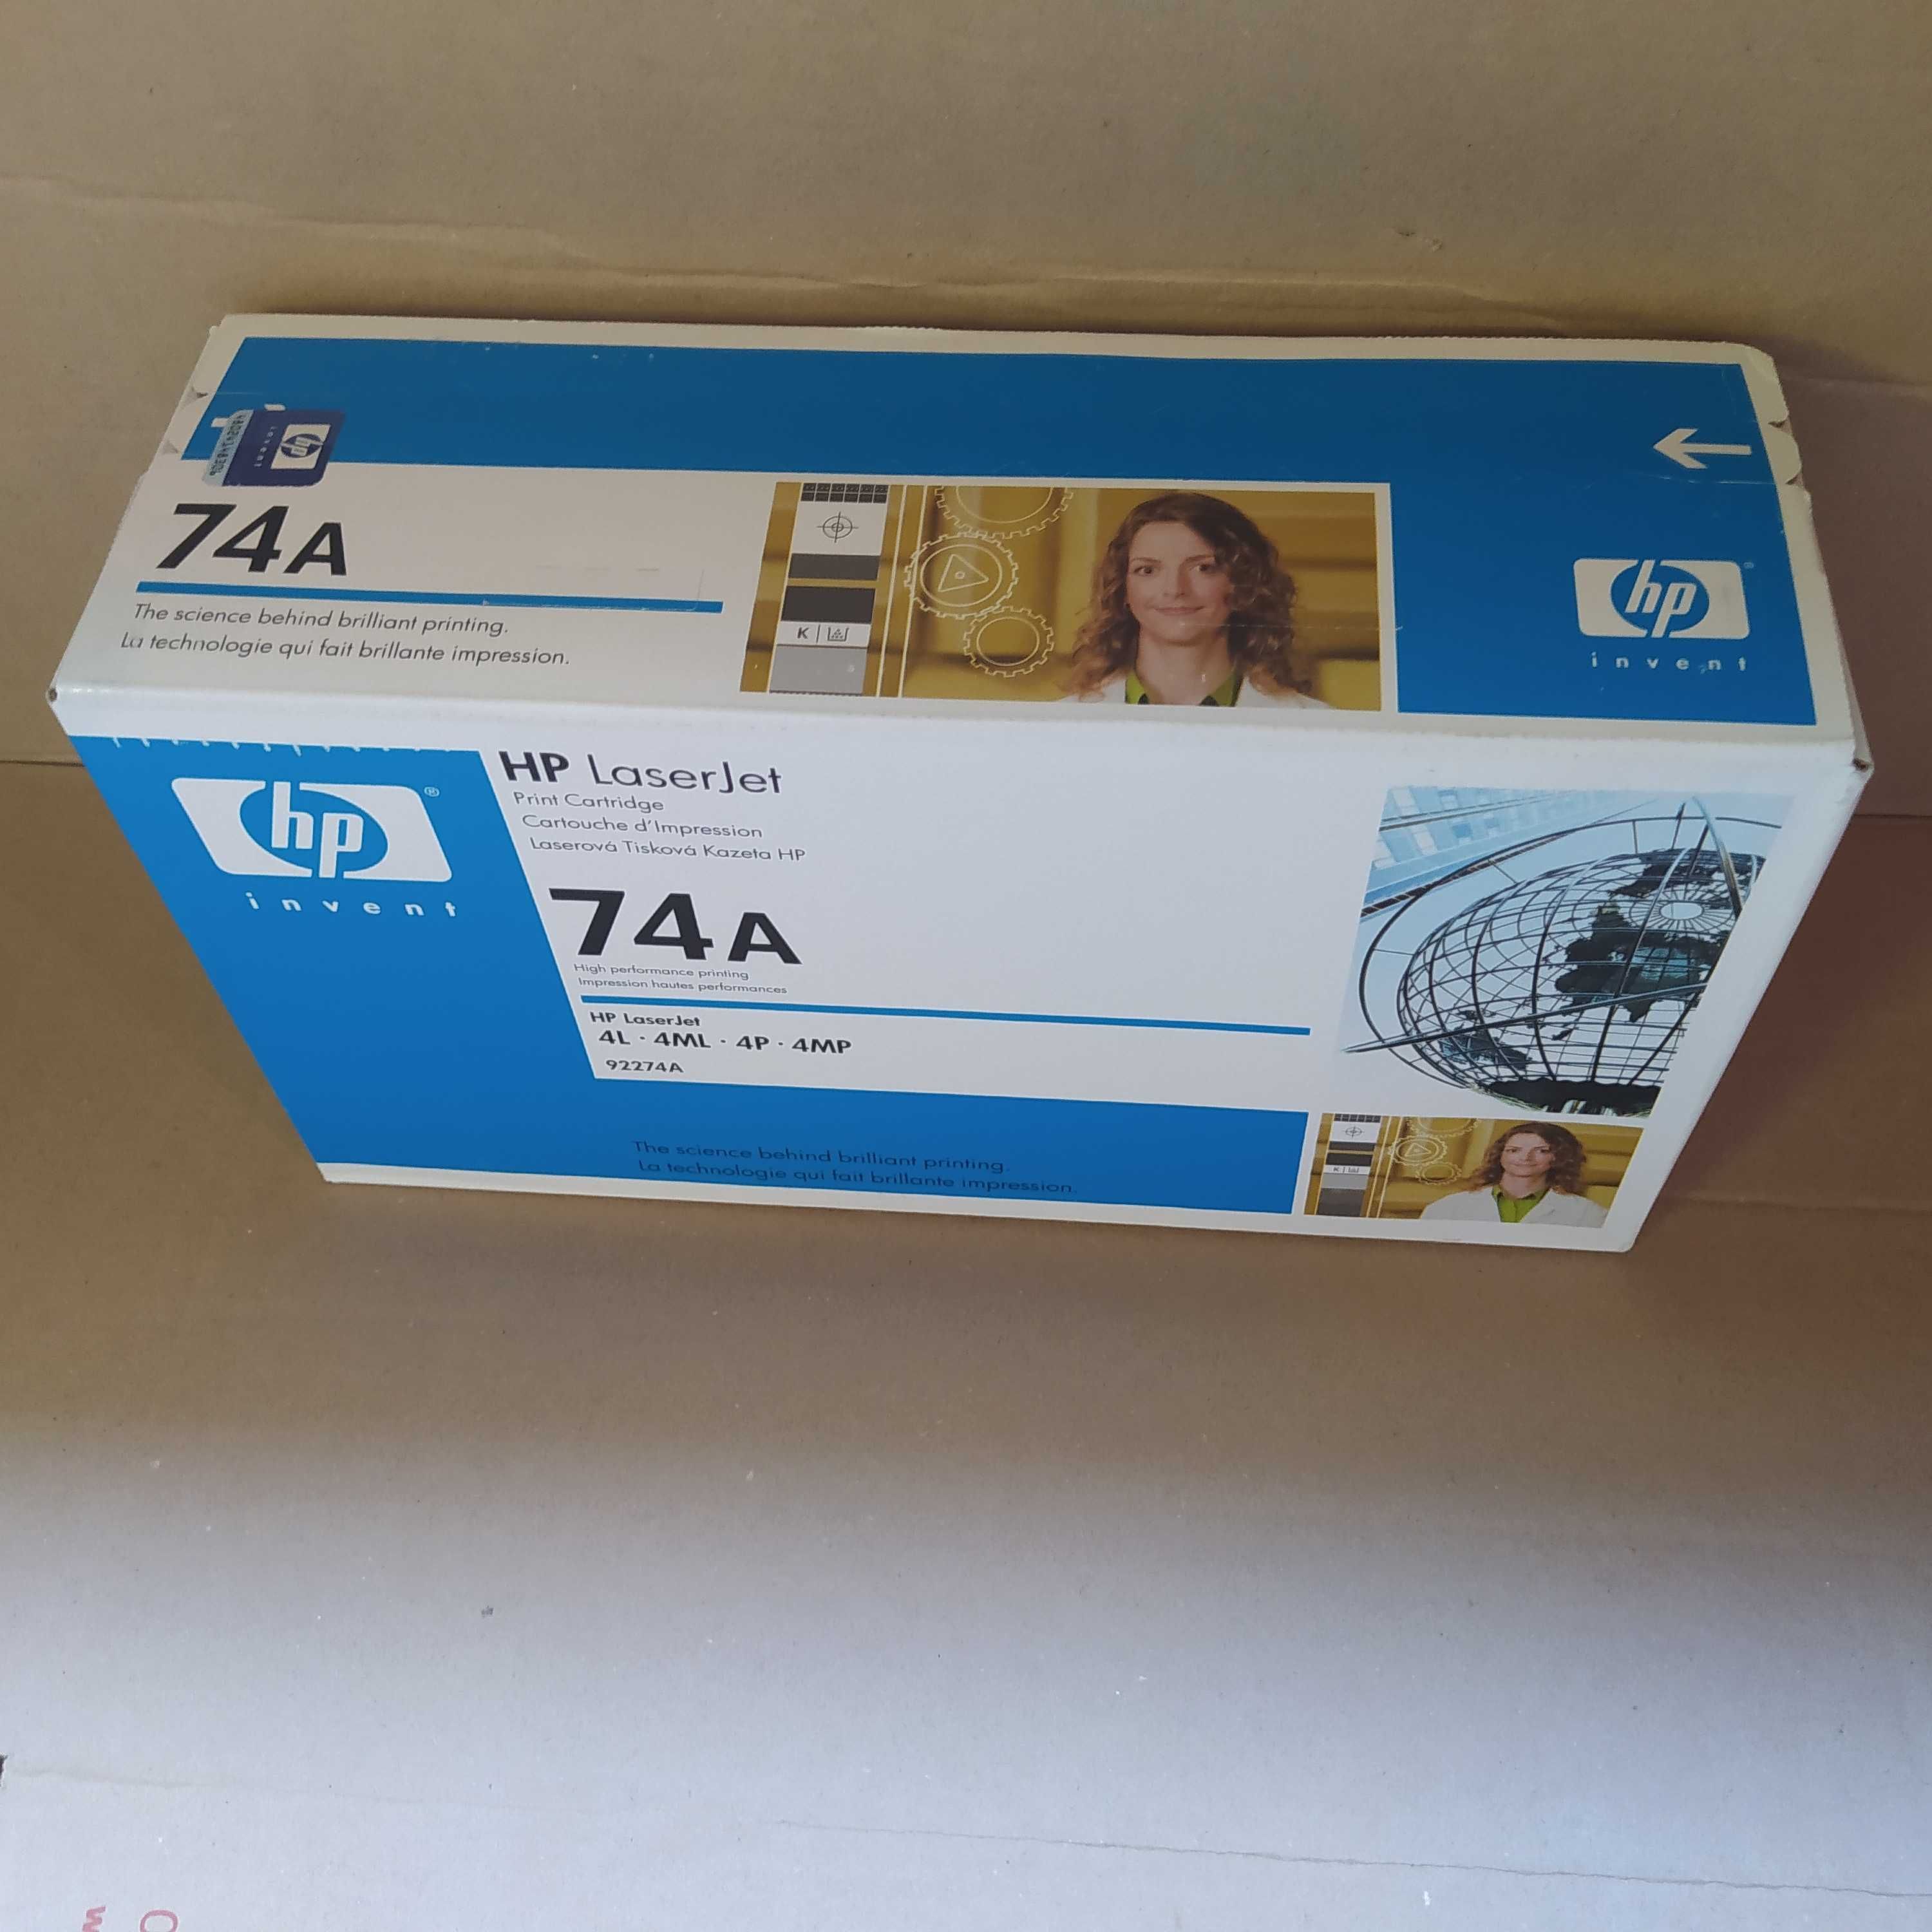 hp
invent
74A
The science behind brilliant printing.
La technologie qui fait brillante impression.
K
hp
®
invent
hp
®
invent
HP LaserJet
Print Cartridge
Cartouche d'Impression
Laserová Tisková Kazeta HP
74A
High performance printing
Impression hautes performances
HP LaserJet
4L · 4ML · 4P · 4MP
92274A
The science behind brilliant printing.
La technologie qui fait brillante impression.
K